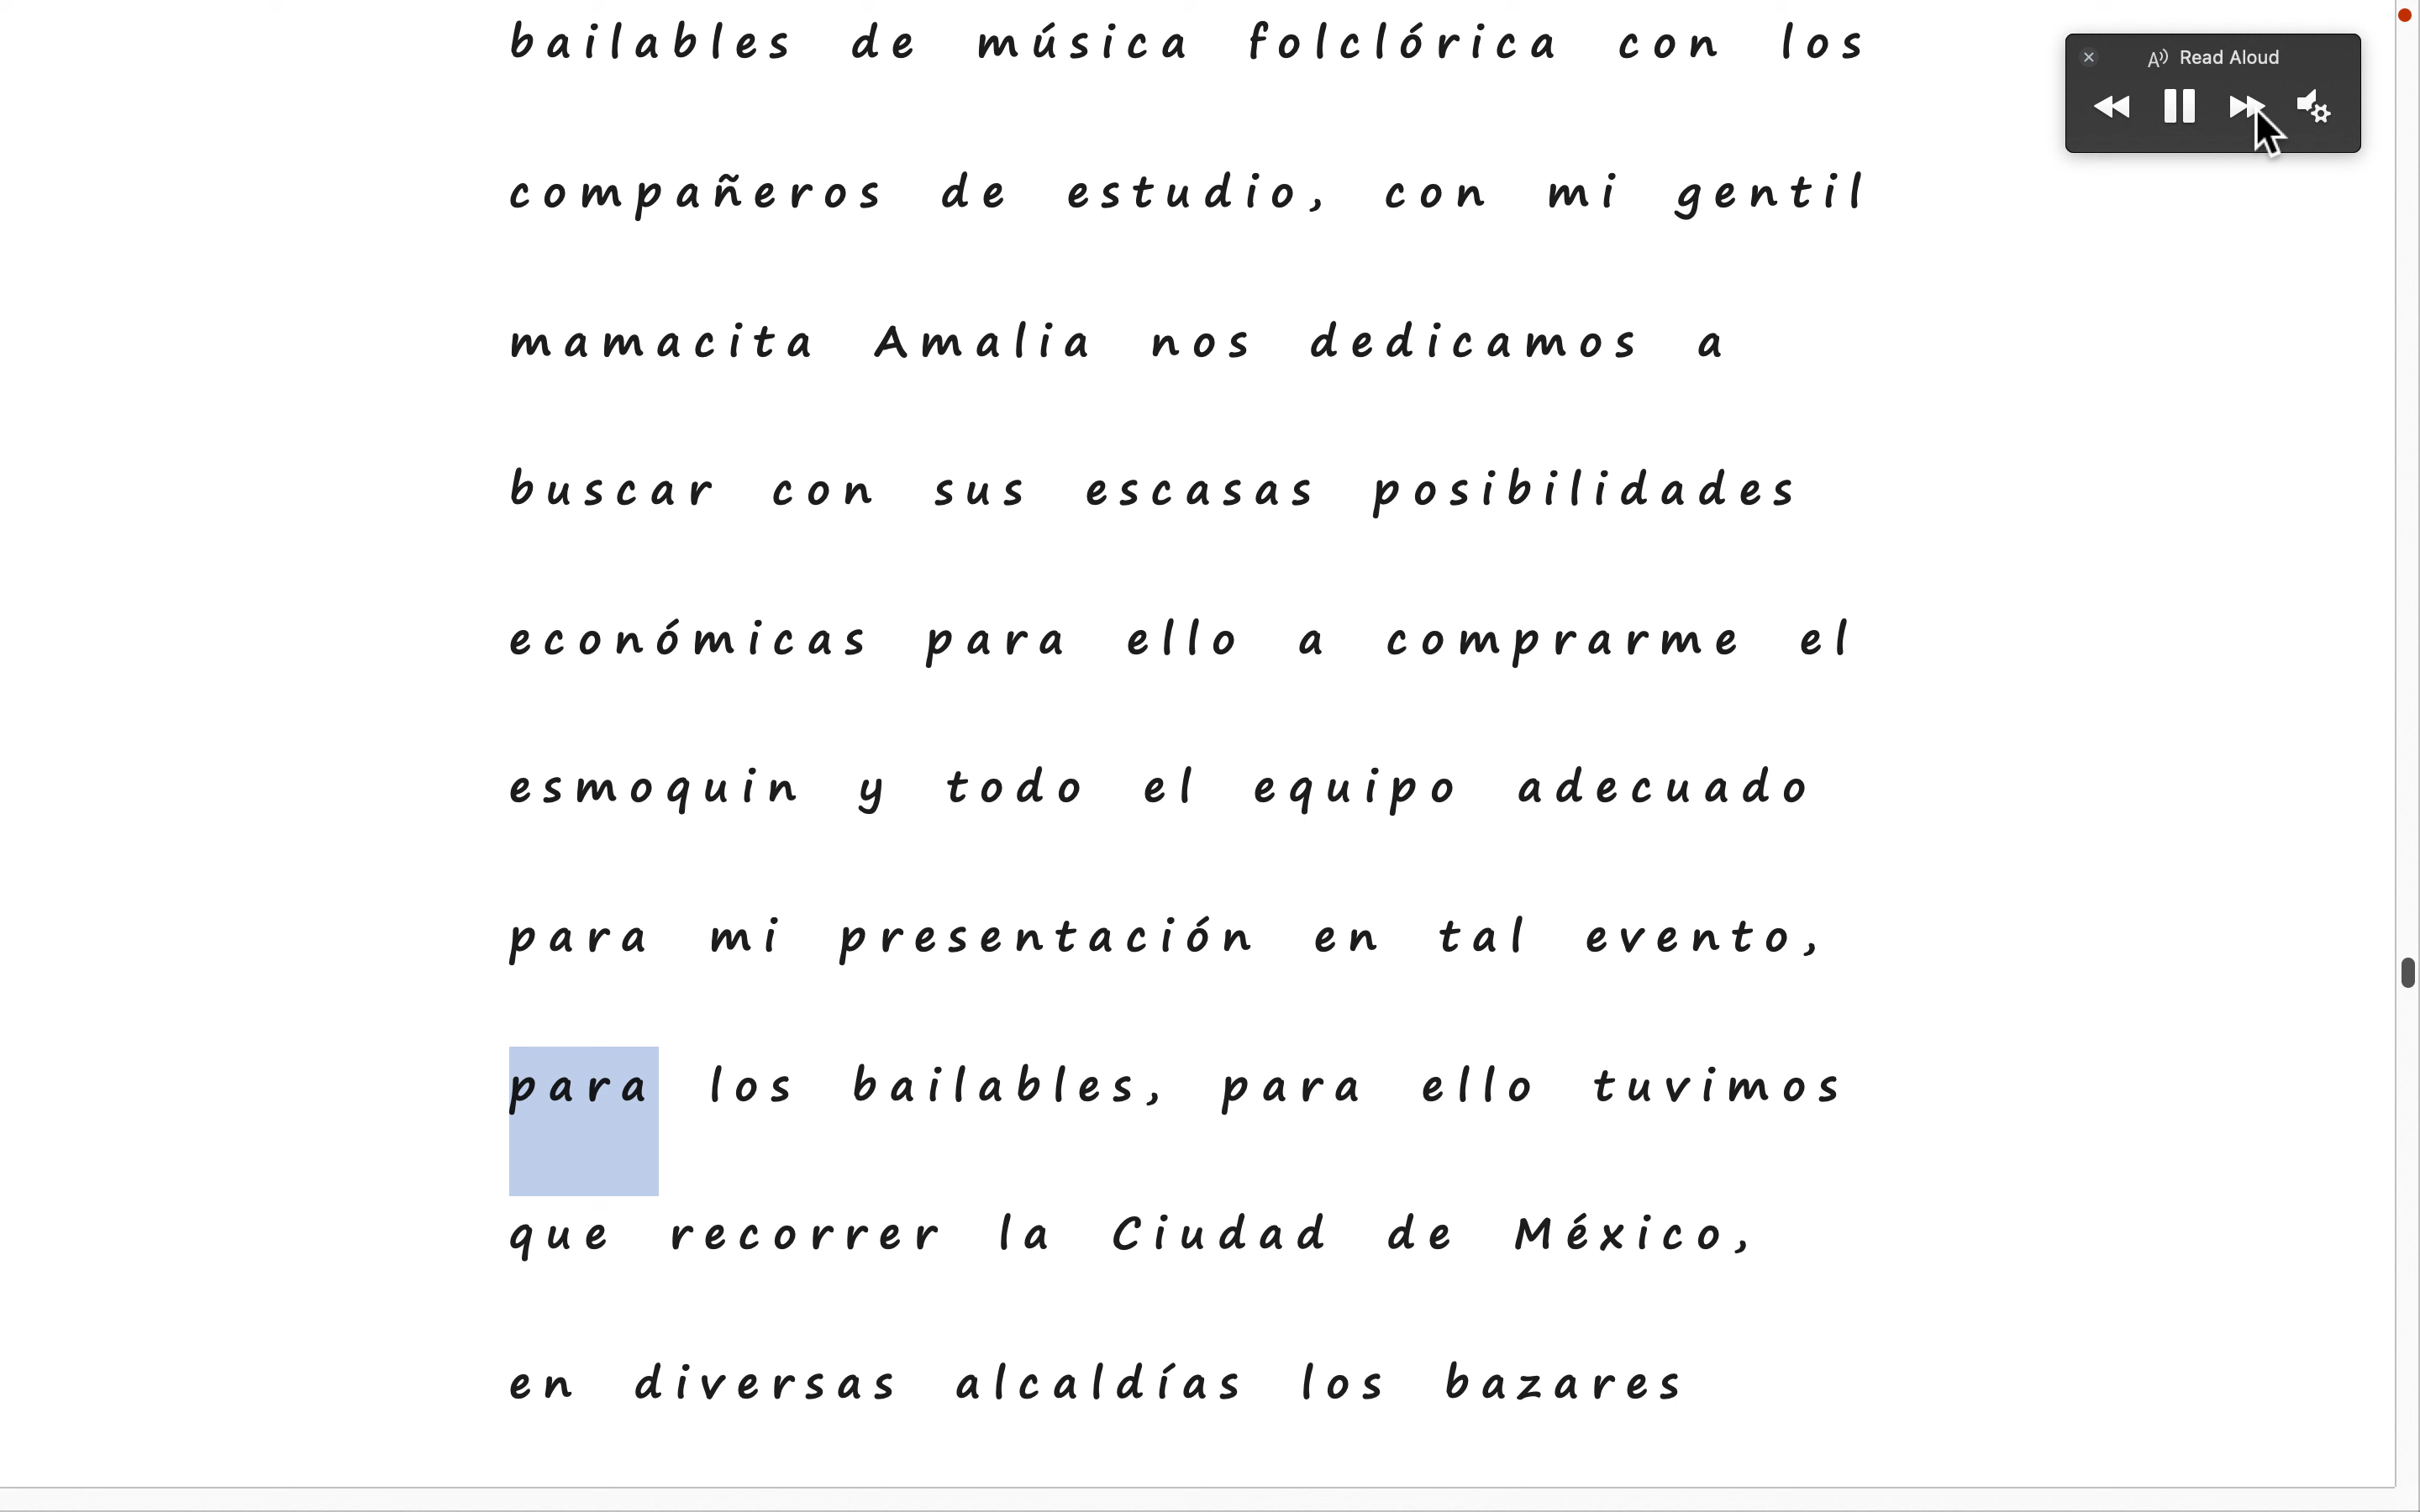 bailables de música folclórica con los
Read Aloud
compañeros de estudio, con mi gentil
mamacita Amalia nos dedicamos a
buscar con sus escasas posibilidades
económicas para ello a comprarme el
esmoquin y todo el equipo adecuado
para mi presentación en tal evento,
para los bailables, para ello tuvimos
que recorrer la Ciudad de México,
en diversas alcaldías los bazares